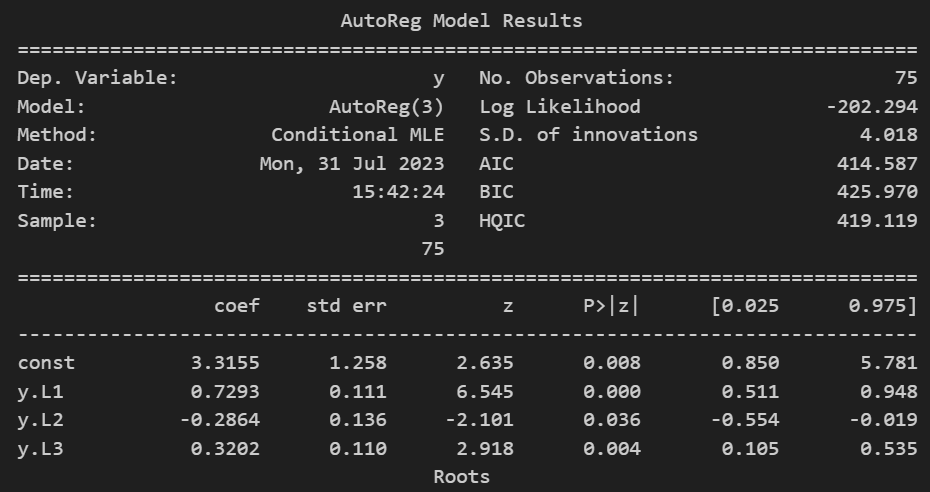 AutoReg Model Results
==============================================================================
Dep. Variable:                      y   No. Observations:                   75
Model:                     AutoReg(3)   Log Likelihood                -202.294
Method:               Conditional MLE   S.D. of innovations              4.018
Date:                Mon, 31 Jul 2023   AIC                            414.587
Time:                        15:42:24   BIC                            425.970
Sample:                             3   HQIC                           419.119
                                   75
==============================================================================
                 coef    std err          z      P>|z|      [0.025      0.975]
------------------------------------------------------------------------------
const          3.3155      1.258      2.635      0.008       0.850       5.781
y.L1           0.7293      0.111      6.545      0.000       0.511       0.948
y.L2          -0.2864      0.136     -2.101      0.036      -0.554      -0.019
y.L3           0.3202      0.110      2.918      0.004       0.105       0.535
                                    Roots